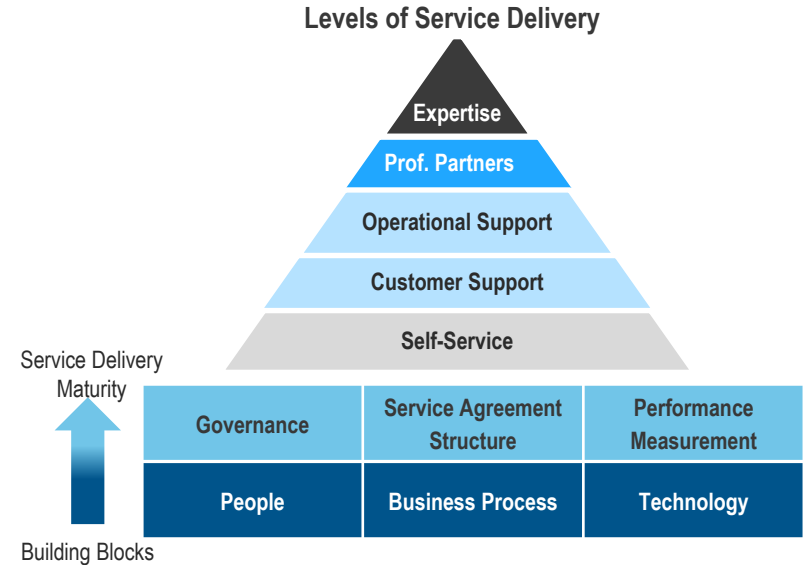 Levels of Service Delivery
Expertise
Prof. Partners
Operational Support
Customer Support
Self-Service
Service Delivery
Maturity
Governance
Service Agreement
Structure
Performance
Measurement
People
Business Process
Technology
Building Blocks